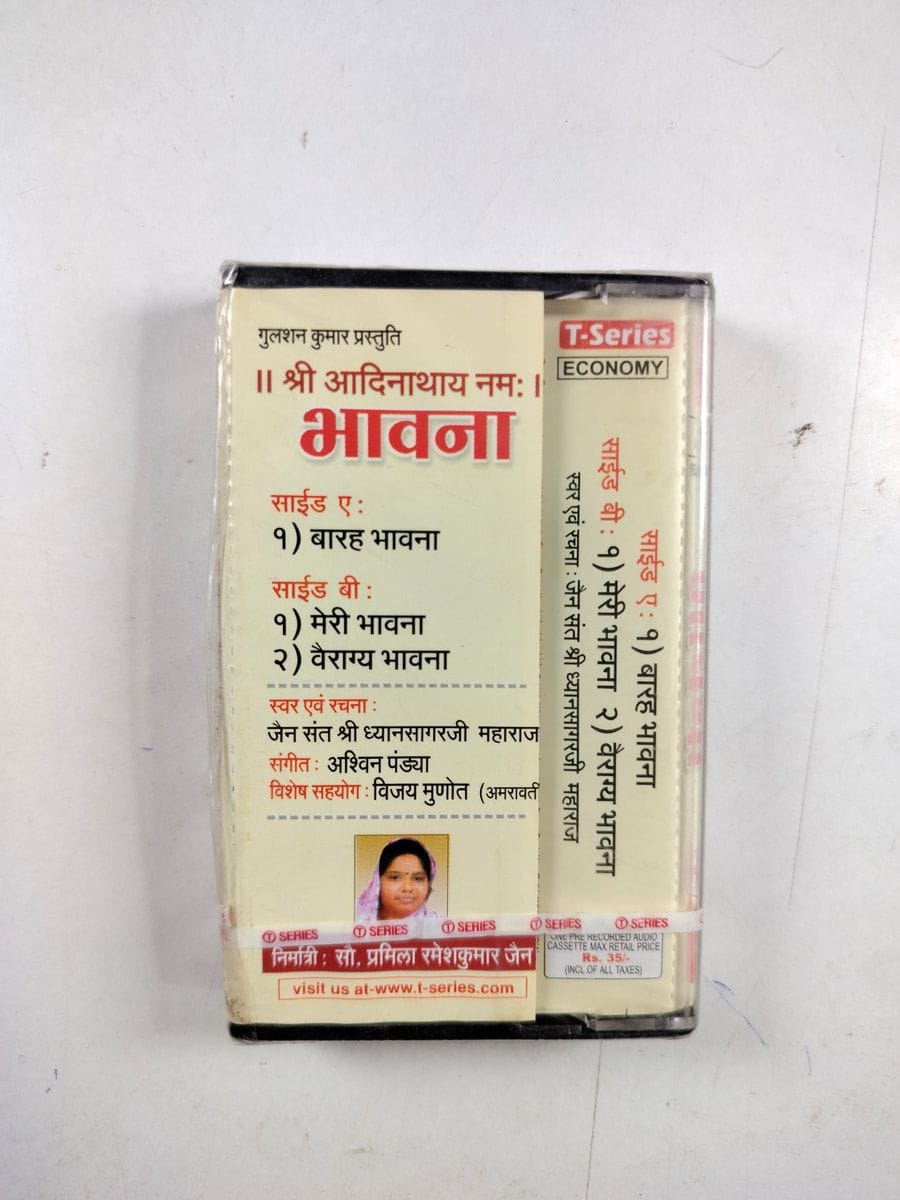 गुलशन कुमार प्रस्तुति
॥ श्री आदिनाथाय नमः ।
भावना
साईड ए :
१) बारह भावना
साईड बी :
१) मेरी भावना
२) वैराग्य भावना
स्वर एवं रचना :
जैन संत श्री ध्यानसागरजी महाराज
संगीत : अश्विन पंड्या
विशेष सहयोग : विजय मुणोत (अमरावती
T SERIES T SERIES T SERIES T SERIES T SERIES
निर्मात्री : सौ. प्रमिला रमेशकुमार जैन
visit us at-www.t-series.com
T-Series
ECONOMY
साईड ए : १) बारह भावना
साईड बी : १) मेरी भावना २) वैराग्य भावना
स्वर एवं रचना : जैन संत श्री ध्यानसागरजी महाराज
ONE PRE RECORDED AUDIO
CASSETTE MAX.RETAIL PRICE
Rs. 35/-
(INCL.OF ALL TAXES)